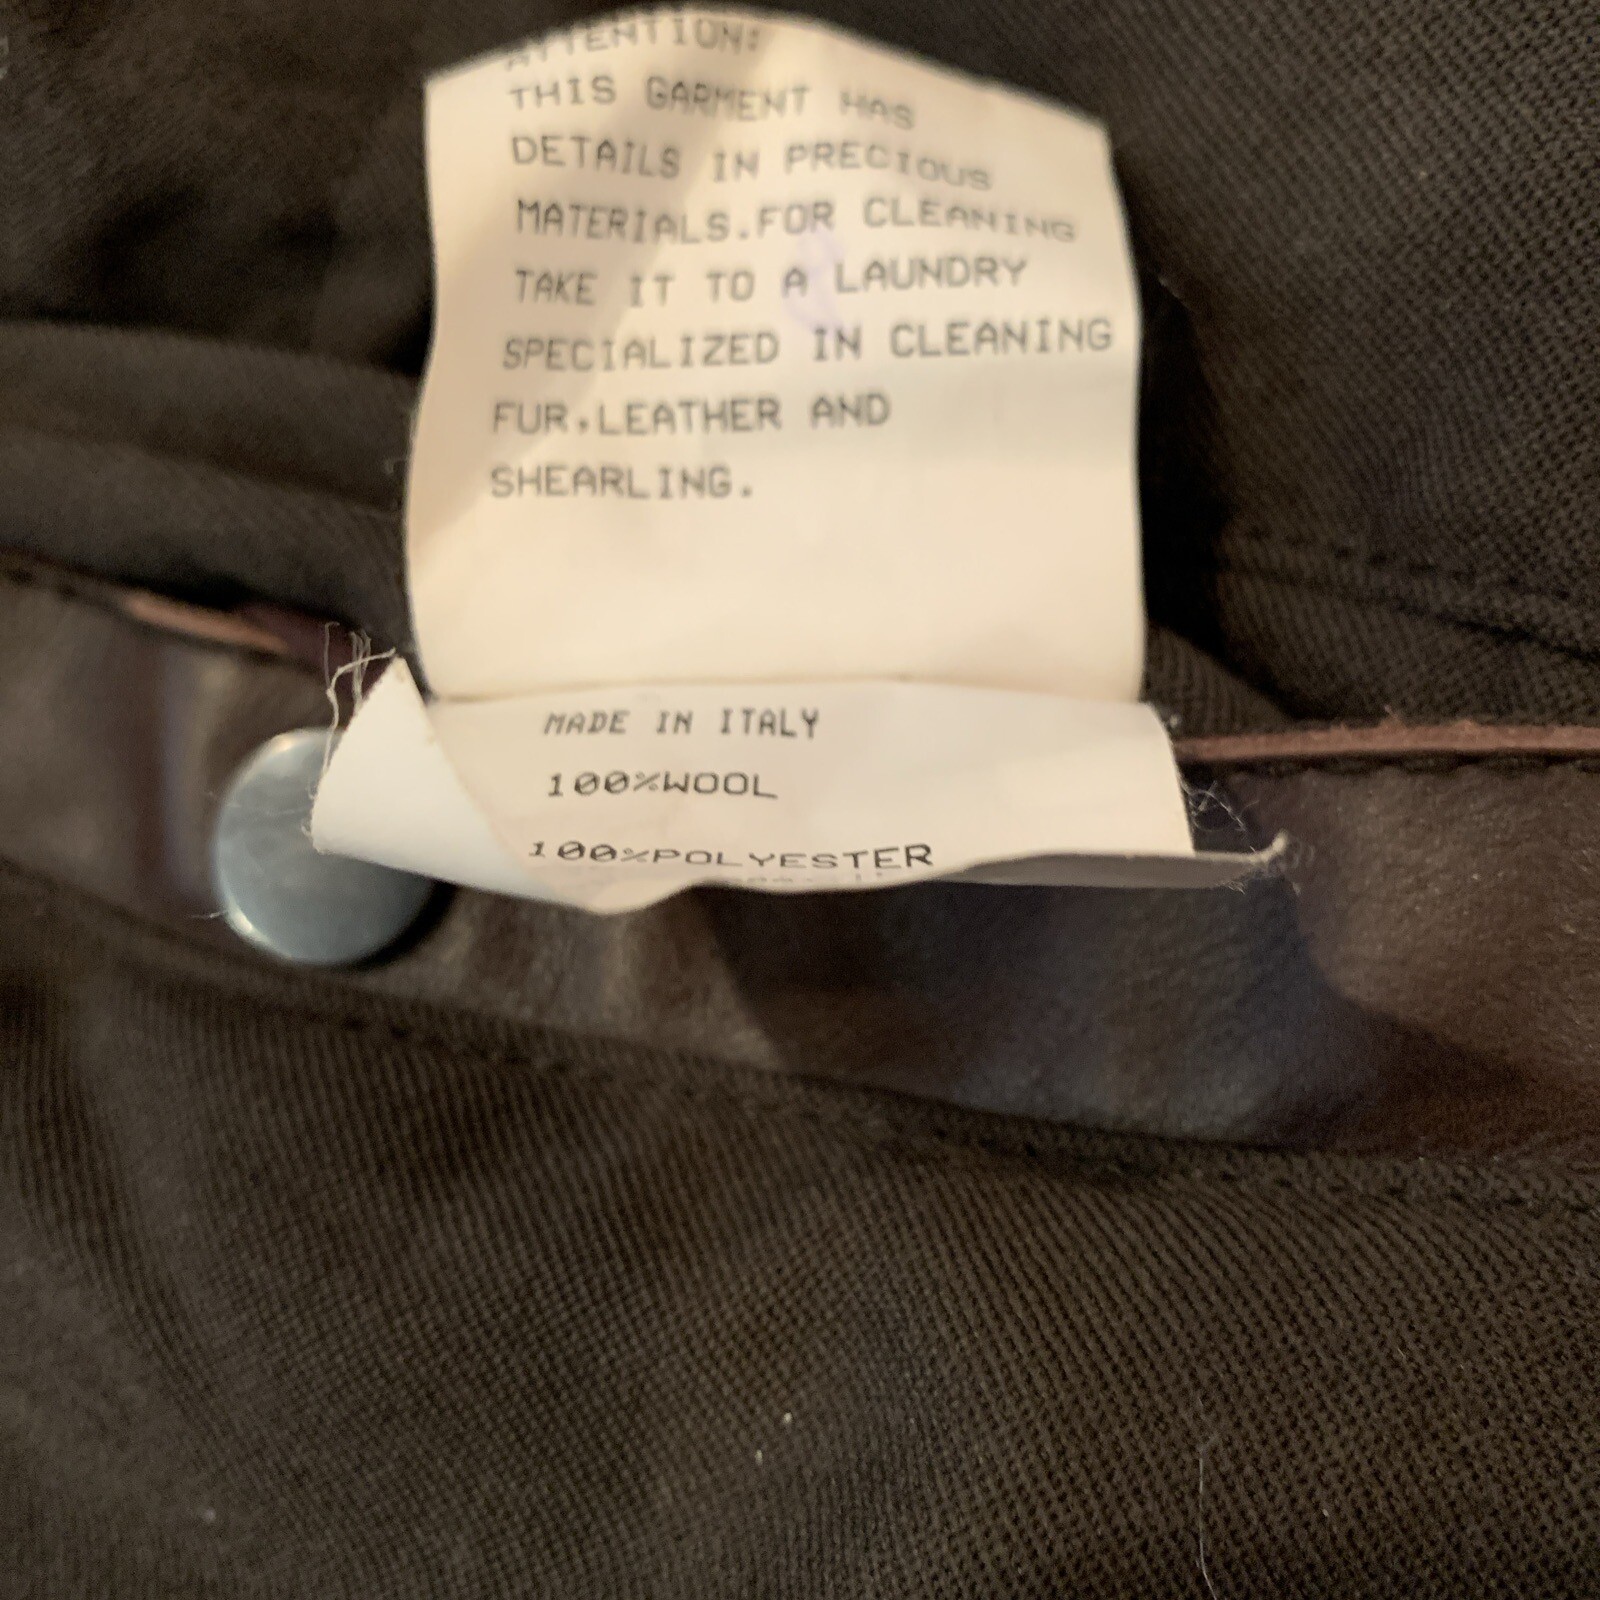 ATTENTION:
THIS GARMENT HAS
DETAILS IN PRECIOUS
MATERIALS.FOR CLEANING
TAKE IT TO A LAUNDRY
SPECIALIZED IN CLEANING
FUR,LEATHER AND
SHEARLING.
MADE IN ITALY
100%WOOL
100%POLYESTER